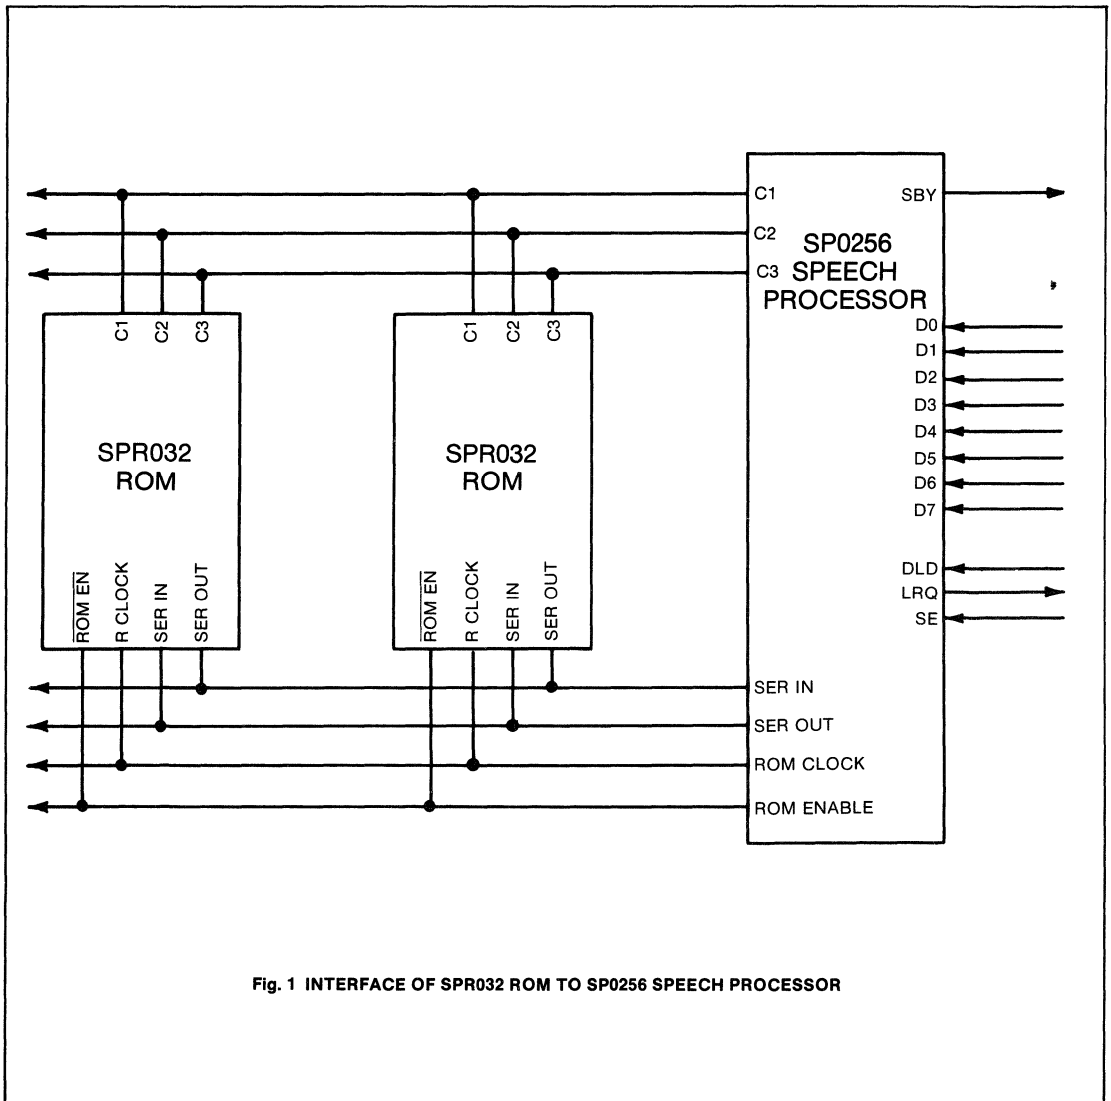 C1
SBY
C2
SP0256
SPEECH
PROCESSOR
C3
D0
D1
D2
D3
D4
D5
D6
D7
DLD
LRQ
SE
SER IN
SER OUT
ROM CLOCK
ROM ENABLE
C1
C2
C3
SPR032
ROM
ROM EN
R CLOCK
SER IN
SER OUT
C1
C2
C3
SPR032
ROM
ROM EN
R CLOCK
SER IN
SER OUT
Fig. 1 INTERFACE OF SPR032 ROM TO SP0256 SPEECH PROCESSOR